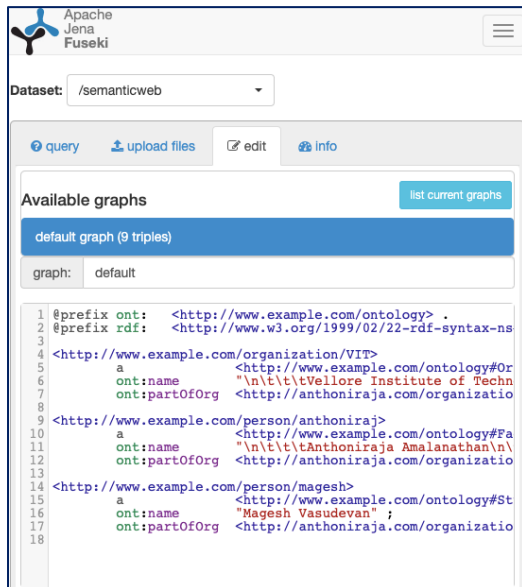 Apache
Jena
Fuseki
Dataset: /semanticweb
query upload files edit info
Available graphs list current graphs
default graph (9 triples)
graph: default
1 @prefix ont: <http://www.example.com/ontology> .
2 @prefix rdf: <http://www.w3.org/1999/02/22-rdf-syntax-ns
3
4 <http://www.example.com/organization/VIT>
5 a <http://www.example.com/ontology#Or
6 ont:name "\n\t\t\tVellore Institute of Techn
7 ont:partOfOrg <http://anthoniraja.com/organizatio
8
9 <http://www.example.com/person/anthoniraj>
10 a <http://www.example.com/ontology#Fa
11 ont:name "\n\t\t\tAnthoniraja Amalanathan\n\
12 ont:partOfOrg <http://anthoniraja.com/organizatio
13
14 <http://www.example.com/person/magesh>
15 a <http://www.example.com/ontology#St
16 ont:name "Magesh Vasudevan" ;
17 ont:partOfOrg <http://anthoniraja.com/organizatio
18